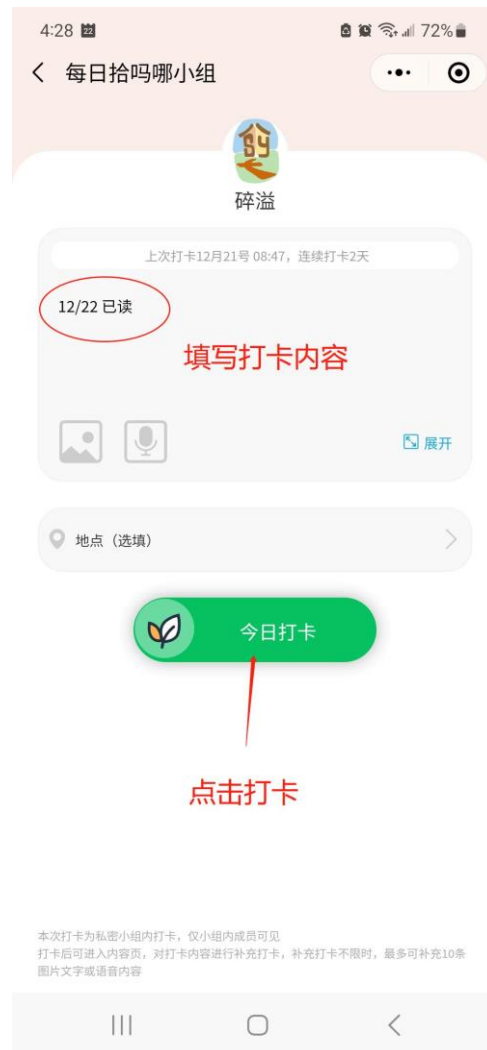 4:28 22 72%
每日拾吗哪小组
碎溢
上次打卡12月21号 08:47，连续打卡2天
12/22 已读
填写打卡内容
展开
地点（选填）
今日打卡
点击打卡
本次打卡为私密小组内打卡，仅小组内成员可见
打卡后可进入内容页，对打卡内容进行补充打卡，补充打卡不限时，最多可补充10条
图片文字或语音内容